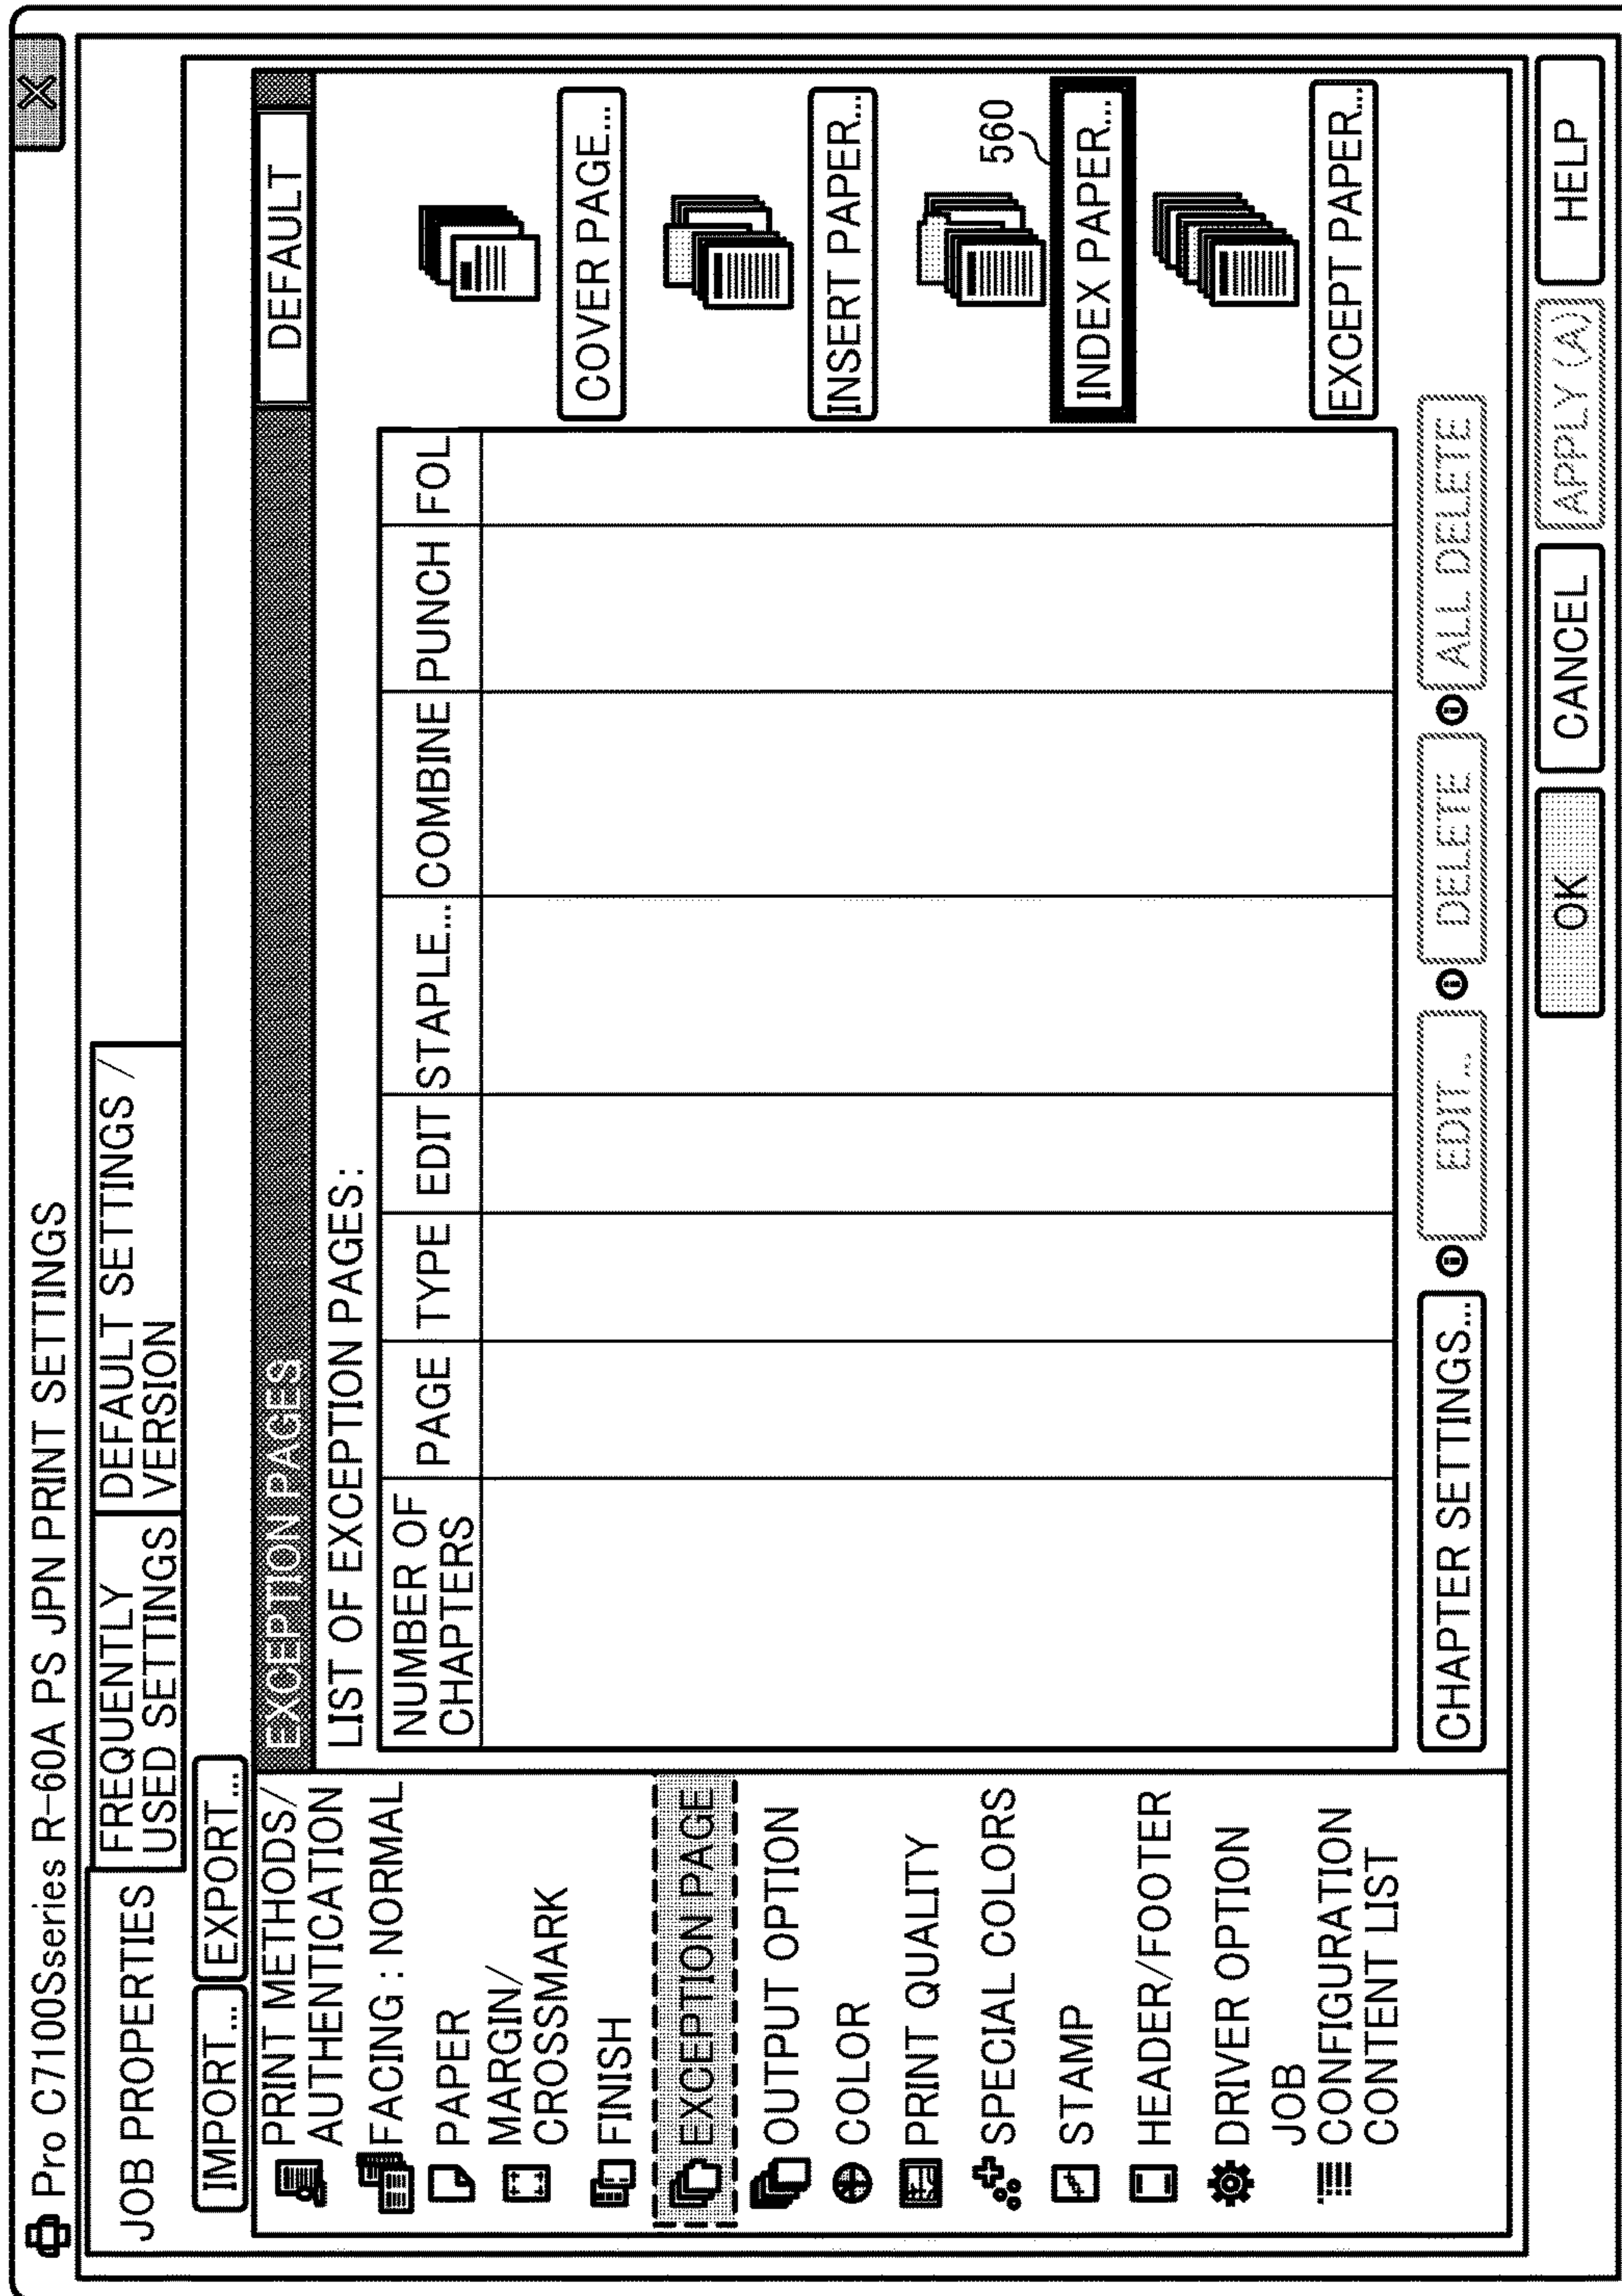 Pro C7100Sseries R-60A PS JPN PRINT SETTINGS
JOB PROPERTIES
FREQUENTLY
USED SETTINGS
DEFAULT SETTINGS /
VERSION
IMPORT...
EXPORT...
PRINT METHODS/
AUTHENTICATION
FACING : NORMAL
PAPER
MARGIN/
CROSSMARK
FINISH
EXCEPTION PAGE
OUTPUT OPTION
COLOR
PRINT QUALITY
SPECIAL COLORS
STAMP
HEADER/FOOTER
DRIVER OPTION
JOB
CONFIGURATION
CONTENT LIST
EXCEPTION PAGES
DEFAULT
LIST OF EXCEPTION PAGES:
NUMBER OF
CHAPTERS
PAGE
TYPE
EDIT
STAPLE...
COMBINE
PUNCH
FOL
COVER PAGE...
INSERT PAPER...
560
INDEX PAPER...
EXCEPT PAPER...
CHAPTER SETTINGS...
EDIT...
DELETE
ALL DELETE
OK
CANCEL
APPLY (A)
HELP